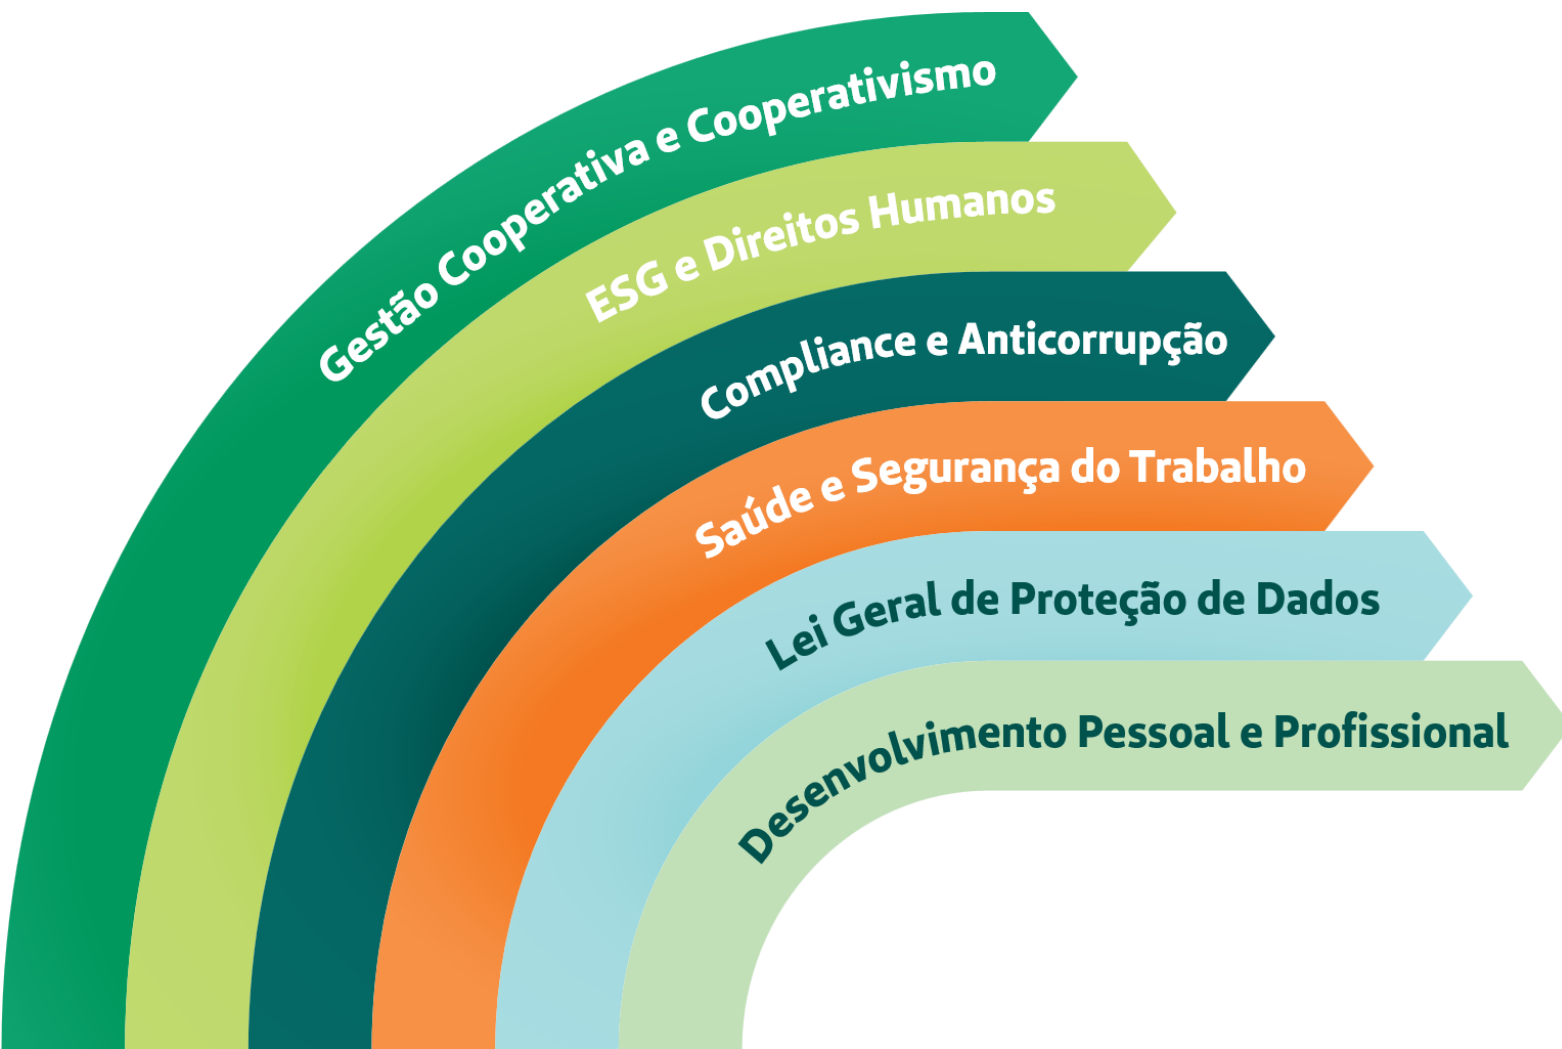 Gestão Cooperativa e Cooperativismo
ESG e Direitos Humanos
Compliance e Anticorrupção
Saúde e Segurança do Trabalho
Lei Geral de Proteção de Dados
Desenvolvimento Pessoal e Profissional